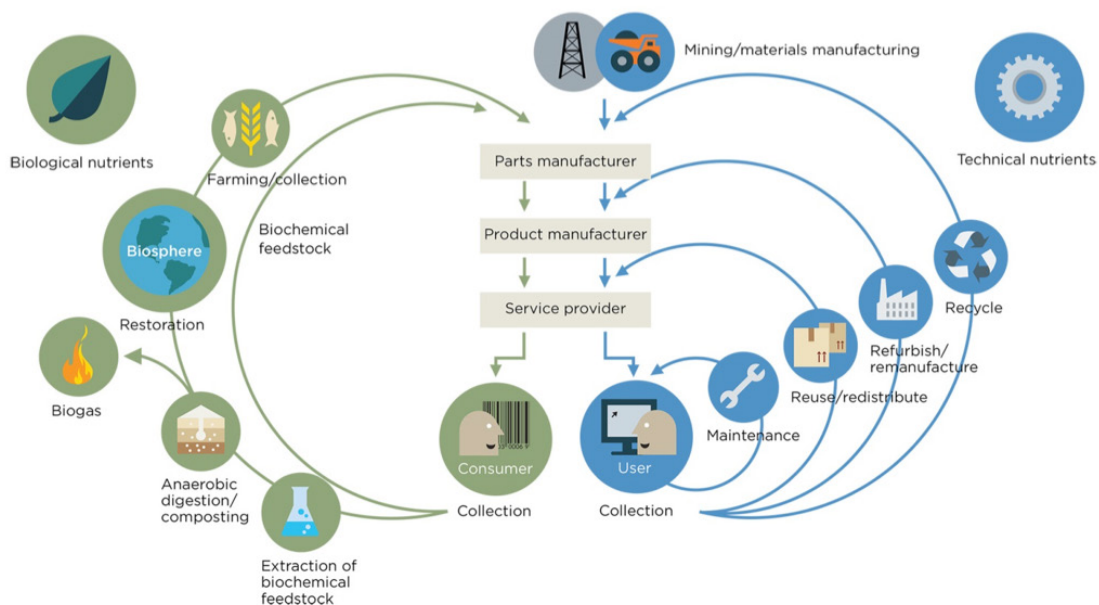 Mining/materials manufacturing
Biological nutrients
Technical nutrients
Farming/collection
Parts manufacturer
Biochemical
feedstock
Product manufacturer
Biosphere
Restoration
Service provider
Recycle
Refurbish/
remanufacture
Reuse/redistribute
Biogas
Maintenance
Consumer
User
Anaerobic
digestion/
composting
Collection
Collection
Extraction of
biochemical
feedstock